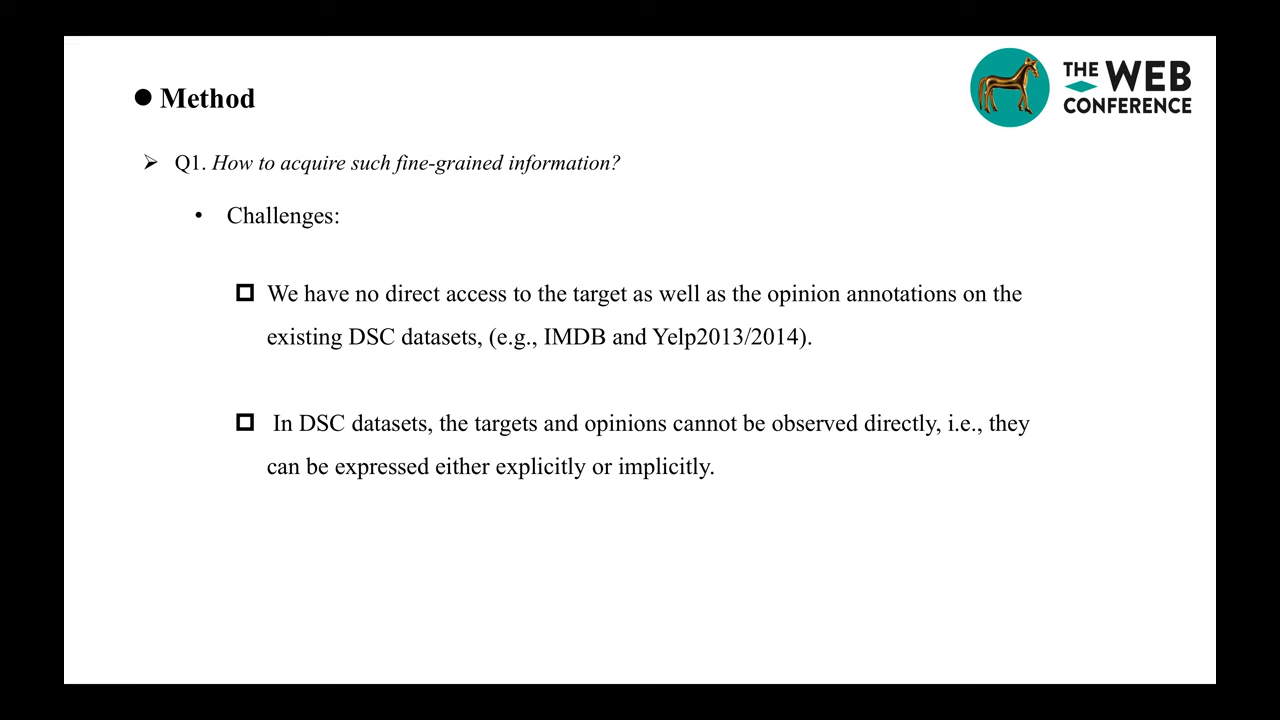 THE WEB
CONFERENCE
● Method
➢ Q1. How to acquire such fine-grained information?
• Challenges:
We have no direct access to the target as well as the opinion annotations on the
existing DSC datasets, (e.g., IMDB and Yelp2013/2014).
In DSC datasets, the targets and opinions cannot be observed directly, i.e., they
can be expressed either explicitly or implicitly.